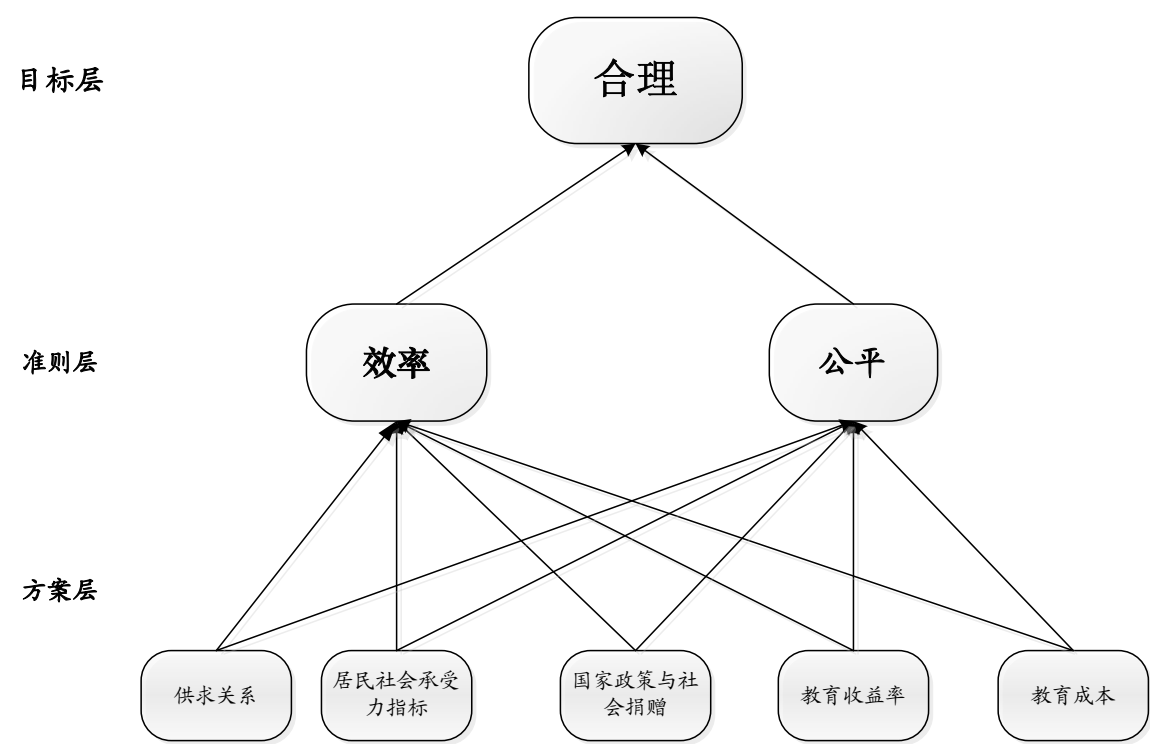 目标层
合理
准则层
效率
公平
方案层
供求关系
居民社会承受
力指标
国家政策与社
会捐赠
教育收益率
教育成本